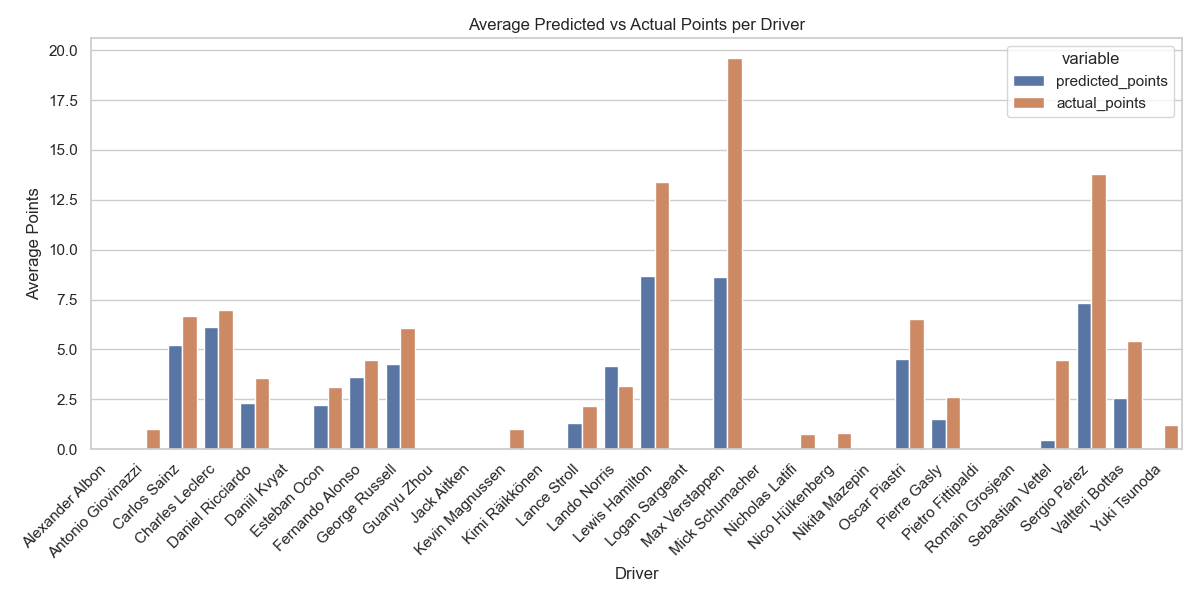 Average Predicted vs Actual Points per Driver
variable
predicted_points
actual_points
Average Points
20.0
17.5
15.0
12.5
10.0
7.5
5.0
2.5
0.0
Alexander Albon
Antonio Giovinazzi
Carlos Sainz
Charles Leclerc
Daniel Ricciardo
Daniil Kvyat
Esteban Ocon
Fernando Alonso
George Russell
Guanyu Zhou
Jack Aitken
Kevin Magnussen
Kimi Räikkönen
Lance Stroll
Lando Norris
Lewis Hamilton
Logan Sargeant
Max Verstappen
Mick Schumacher
Nicholas Latifi
Nico Hülkenberg
Nikita Mazepin
Oscar Piastri
Pierre Gasly
Pietro Fittipaldi
Romain Grosjean
Sebastian Vettel
Sergio Pérez
Valtteri Bottas
Yuki Tsunoda
Driver